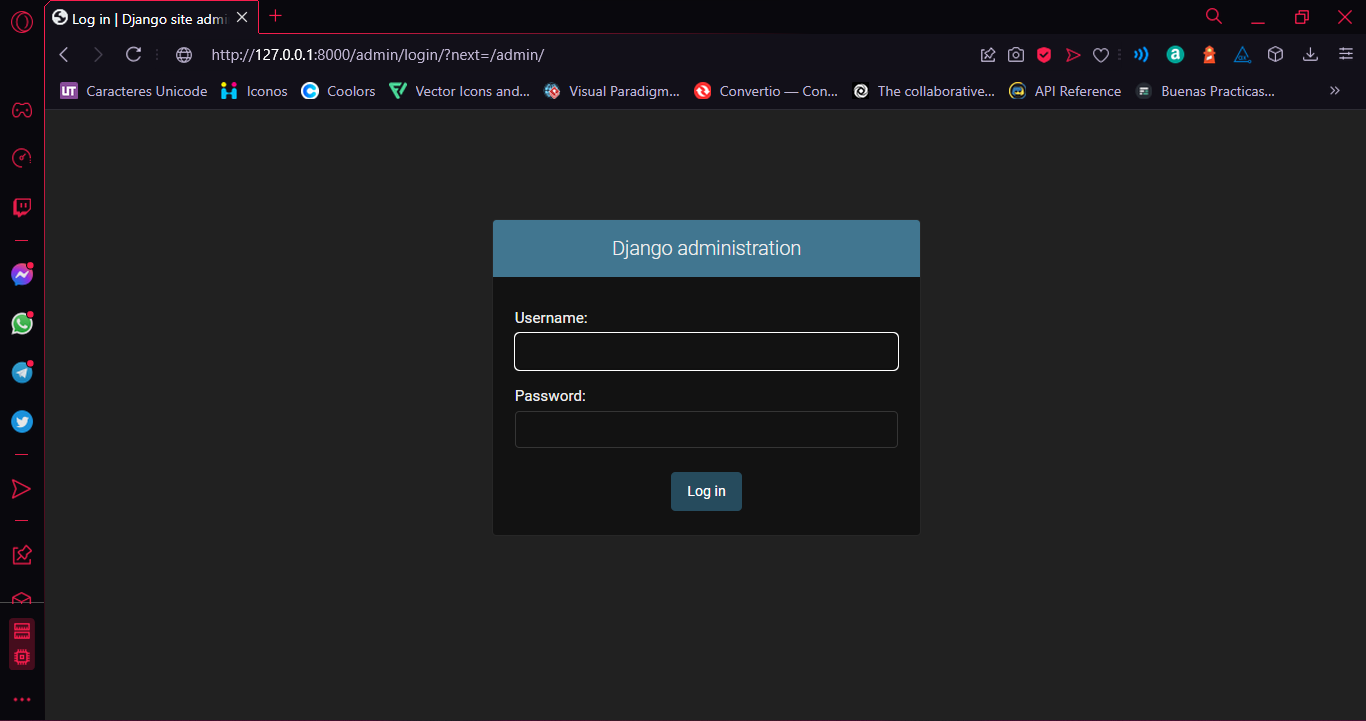 Log in | Django site admi
http://127.0.0.1:8000/admin/login/?next=/admin/
UT Caracteres Unicode Iconos Coolors Vector Icons and... Visual Paradigm... Convertio — Con... The collaborative... API Reference Buenas Practicas...
Django administration
Username:
Password:
Log in